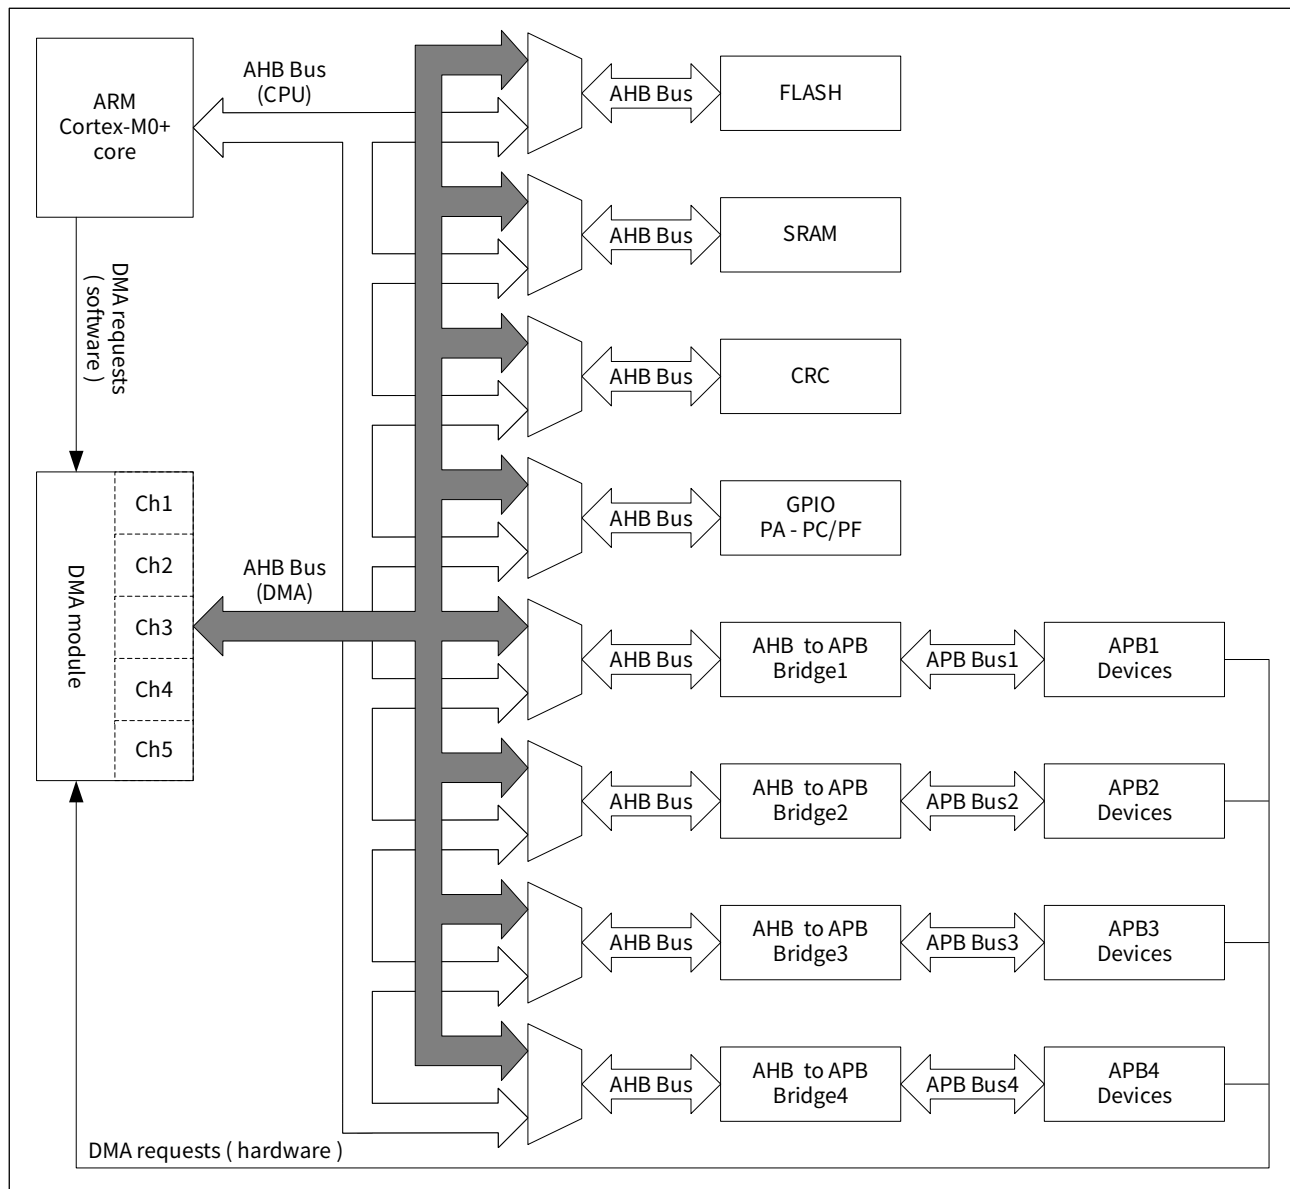 ARM
Cortex-M0+
core
AHB Bus
(CPU)
AHB Bus
FLASH
AHB Bus
SRAM
DMA requests
( software )
AHB Bus
CRC
AHB Bus
GPIO
PA - PC/PF
DMA module
Ch1
Ch2
Ch3
Ch4
Ch5
AHB Bus
(DMA)
AHB Bus
AHB to APB
Bridge1
APB Bus1
APB1
Devices
AHB Bus
AHB to APB
Bridge2
APB Bus2
APB2
Devices
AHB Bus
AHB to APB
Bridge3
APB Bus3
APB3
Devices
AHB Bus
AHB to APB
Bridge4
APB Bus4
APB4
Devices
DMA requests ( hardware )